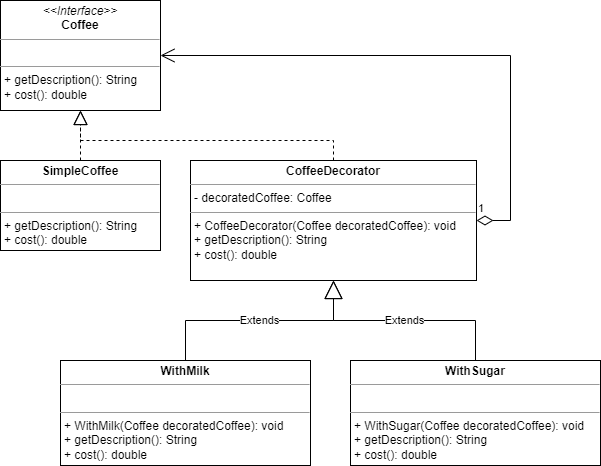 <<Interface>>
Coffee
+ getDescription(): String
+ cost(): double
SimpleCoffee
+ getDescription(): String
+ cost(): double
CoffeeDecorator
- decoratedCoffee: Coffee
+ CoffeeDecorator(Coffee decoratedCoffee): void
+ getDescription(): String
+ cost(): double
1
Extends
Extends
WithMilk
+ WithMilk(Coffee decoratedCoffee): void
+ getDescription(): String
+ cost(): double
WithSugar
+ WithSugar(Coffee decoratedCoffee): void
+ getDescription(): String
+ cost(): double